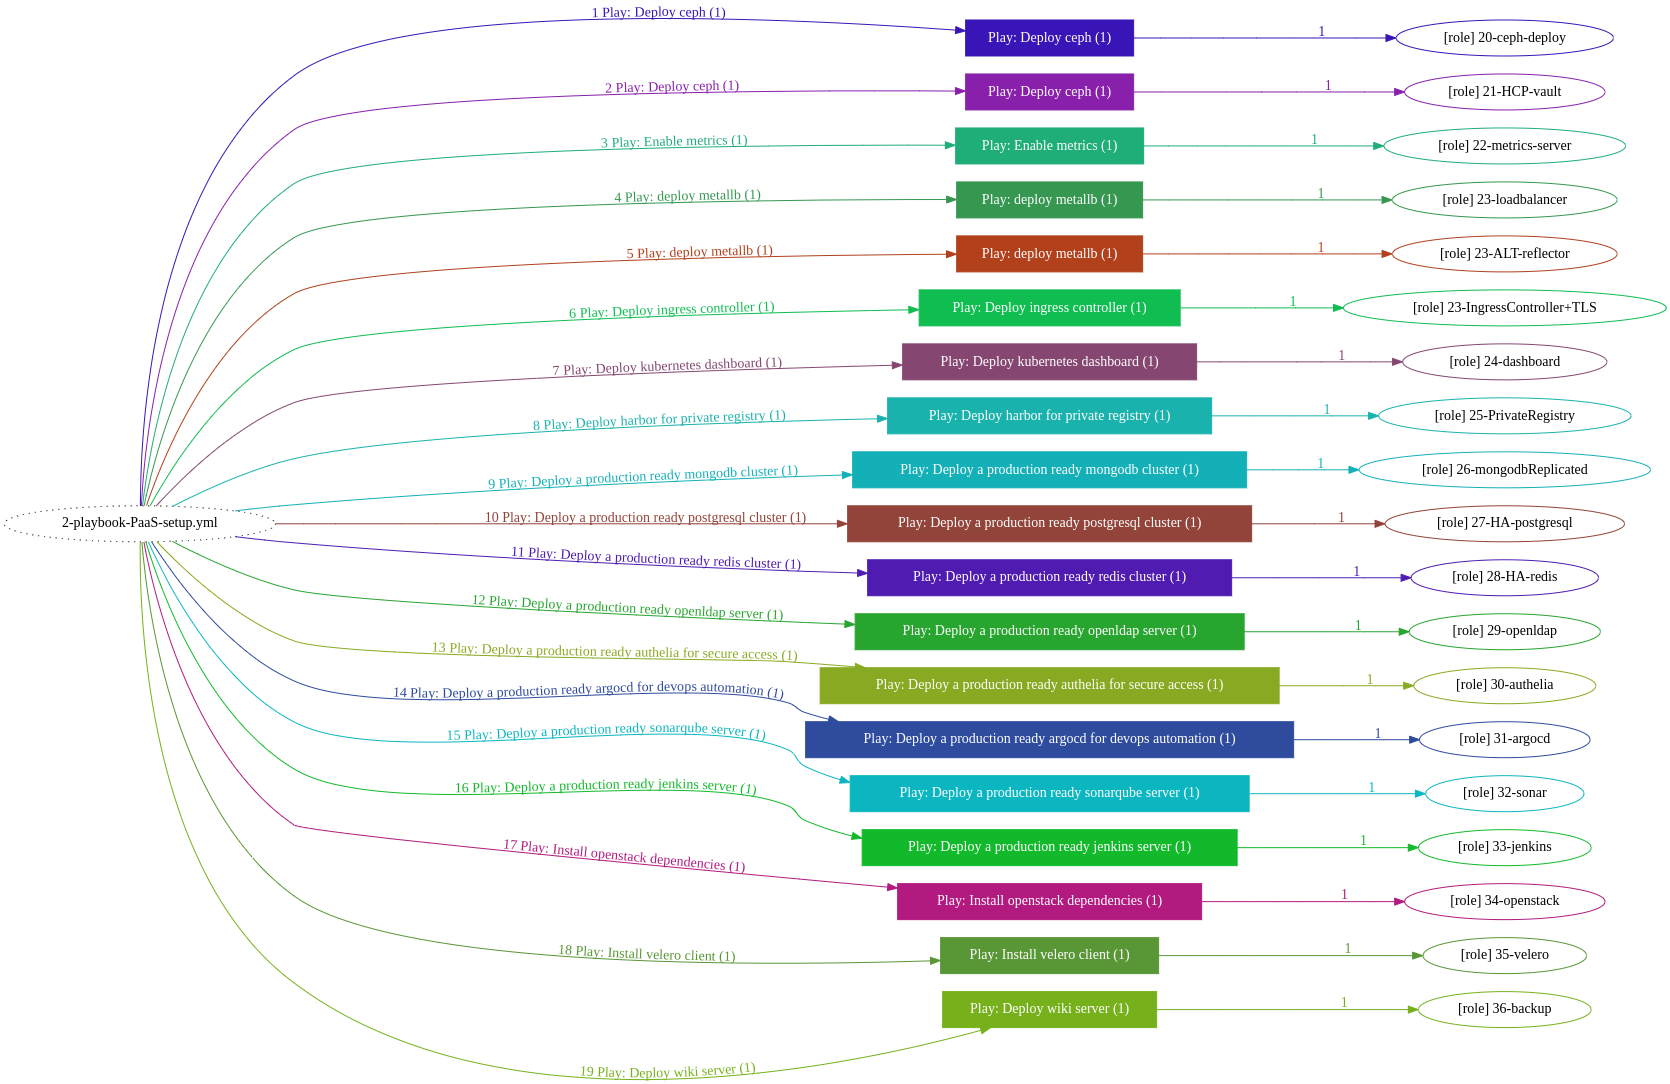 1 Play: Deploy ceph (1)
Play: Deploy ceph (1)
1
[role] 20-ceph-deploy
2 Play: Deploy ceph (1)
Play: Deploy ceph (1)
1
[role] 21-HCP-vault
3 Play: Enable metrics (1)
Play: Enable metrics (1)
1
[role] 22-metrics-server
4 Play: deploy metallb (1)
Play: deploy metallb (1)
1
[role] 23-loadbalancer
5 Play: deploy metallb (1)
Play: deploy metallb (1)
1
[role] 23-ALT-reflector
6 Play: Deploy ingress controller (1)
Play: Deploy ingress controller (1)
1
[role] 23-IngressController+TLS
7 Play: Deploy kubernetes dashboard (1)
Play: Deploy kubernetes dashboard (1)
1
[role] 24-dashboard
8 Play: Deploy harbor for private registry (1)
Play: Deploy harbor for private registry (1)
1
[role] 25-PrivateRegistry
9 Play: Deploy a production ready mongodb cluster (1)
Play: Deploy a production ready mongodb cluster (1)
1
[role] 26-mongodbReplicated
2-playbook-PaaS-setup.yml
10 Play: Deploy a production ready postgresql cluster (1)
Play: Deploy a production ready postgresql cluster (1)
1
[role] 27-HA-postgresql
11 Play: Deploy a production ready redis cluster (1)
Play: Deploy a production ready redis cluster (1)
1
[role] 28-HA-redis
12 Play: Deploy a production ready openldap server (1)
Play: Deploy a production ready openldap server (1)
1
[role] 29-openldap
13 Play: Deploy a production ready authelia for secure access (1)
Play: Deploy a production ready authelia for secure access (1)
1
[role] 30-authelia
14 Play: Deploy a production ready argocd for devops automation (1)
Play: Deploy a production ready argocd for devops automation (1)
1
[role] 31-argocd
15 Play: Deploy a production ready sonarqube server (1)
Play: Deploy a production ready sonarqube server (1)
1
[role] 32-sonar
16 Play: Deploy a production ready jenkins server (1)
Play: Deploy a production ready jenkins server (1)
1
[role] 33-jenkins
17 Play: Install openstack dependencies (1)
Play: Install openstack dependencies (1)
1
[role] 34-openstack
18 Play: Install velero client (1)
Play: Install velero client (1)
1
[role] 35-velero
19 Play: Deploy wiki server (1)
Play: Deploy wiki server (1)
1
[role] 36-backup